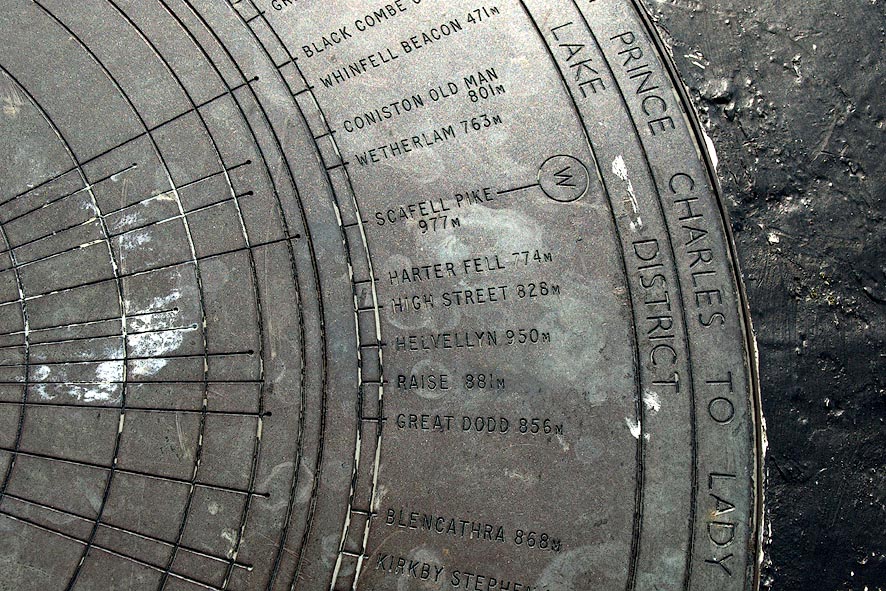 BLACK COMBE
WHINFELL BEACON 471M
CONISTON OLD MAN
801M
WETHERLAM 763M
SCAFELL PIKE
977M
W
HARTER FELL 774M
HIGH STREET 828M
HELVELLYN 950M
RAISE 881M
GREAT DODD 856M
BLENCATHRA 868M
KIRKBY STEPHE
LAKE DISTRICT
PRINCE CHARLES TO LADY